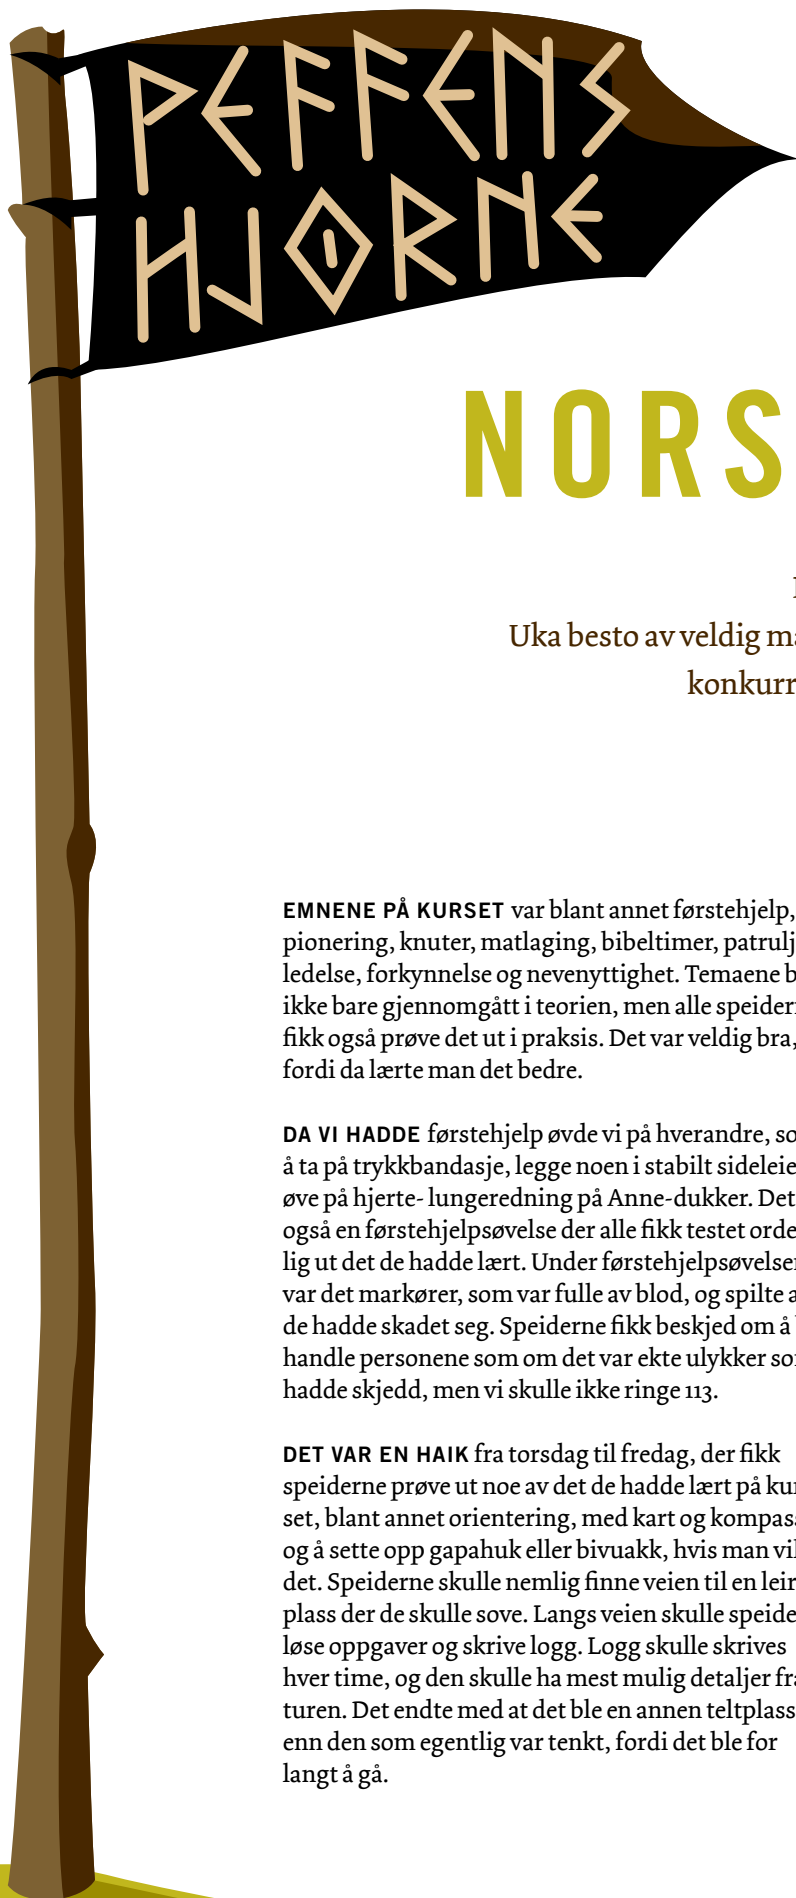 PEFFENS
HJØRNE
NORS
Uka besto av veldig
konkurr
EMNENE PÅ KURSET var blant annet førstehjelp,
pionering, knuter, matlaging, bibeltimer, patrulj
ledelse, forkynnelse og nevenyttighet. Temaene b
ikke bare gjennomgått i teorien, men alle speidern
fikk også prøve det ut i praksis. Det var veldig bra,
fordi da lærte man det bedre.
DA VI HADDE førstehjelp øvde vi på hverandre, so
å ta på trykkbandasje, legge noen i stabilt sideleie
øve på hjerte- lungeredning på Anne-dukker. Det
også en førstehjelpsøvelse der alle fikk testet orde
lig ut det de hadde lært. Under førstehjelpsøvelsen
var det markører, som var fulle av blod, og spilte a
de hadde skadet seg. Speiderne fikk beskjed om å
handle personene som om det var ekte ulykker som
hadde skjedd, men vi skulle ikke ringe 113.
DET VAR EN HAIK fra torsdag til fredag, der fikk
speiderne prøve ut noe av det de hadde lært på kur
set, blant annet orientering, med kart og kompass
og å sette opp gapahuk eller bivuakk, hvis man vil
det. Speiderne skulle nemlig finne veien til en leir
plass der de skulle sove. Langs veien skulle speide
løse oppgaver og skrive logg. Logg skulle skrives
hver time, og den skulle ha mest mulig detaljer fra
turen. Det endte med at det ble en annen teltplass
enn den som egentlig var tenkt, fordi det ble for
langt å gå.